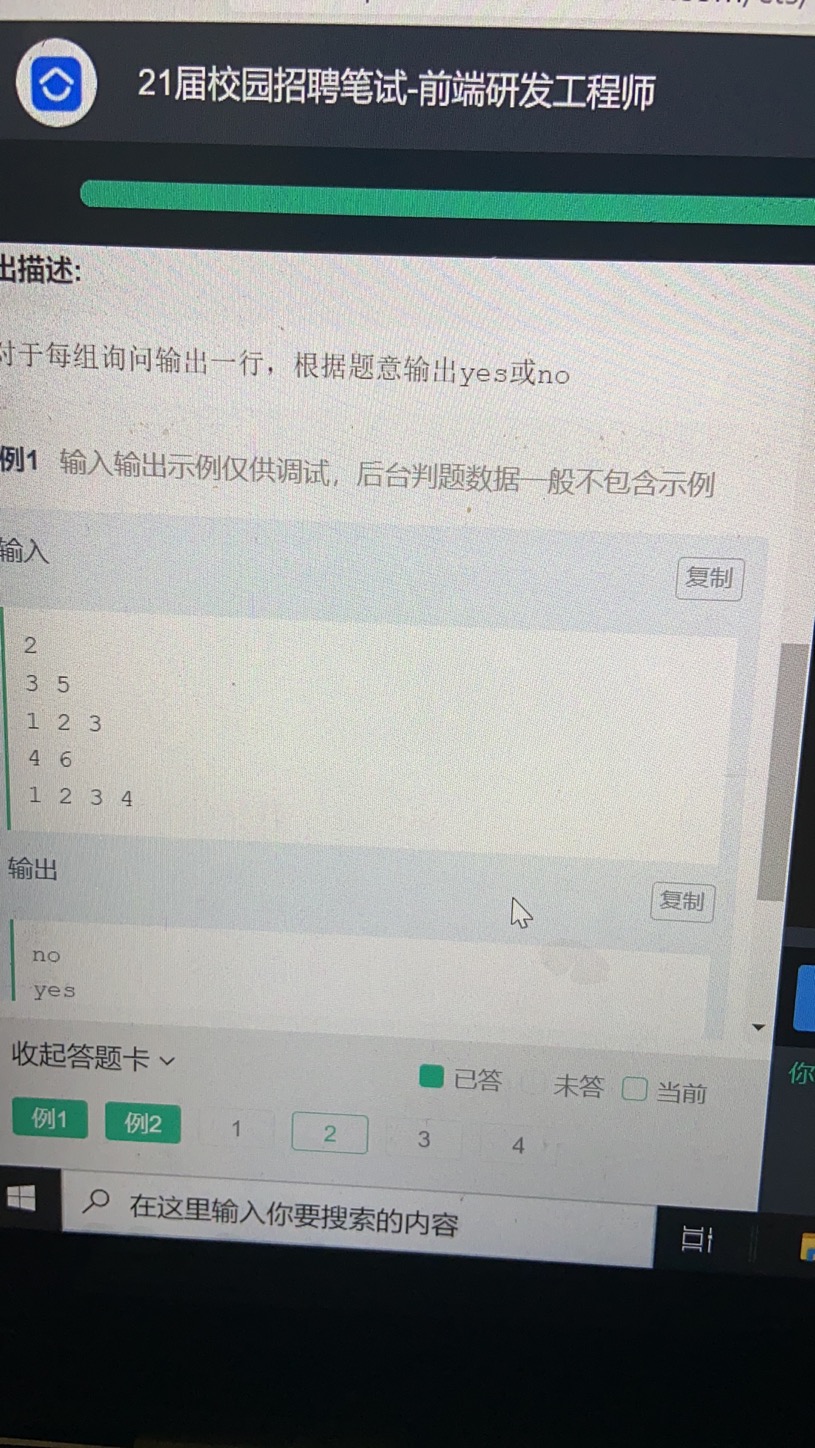 21届校园招聘笔试-前端研发工程师
出描述:
对于每组询问输出一行，根据题意输出yes或no
例1 输入输出示例仅供调试，后台判题数据一般不包含示例
输入
复制
2
3 5
1 2 3
4 6
1 2 3 4
输出
复制
no
yes
收起答题卡
已答 未答 当前
例1 例2 1 2 3 4
你
在这里输入你要搜索的内容